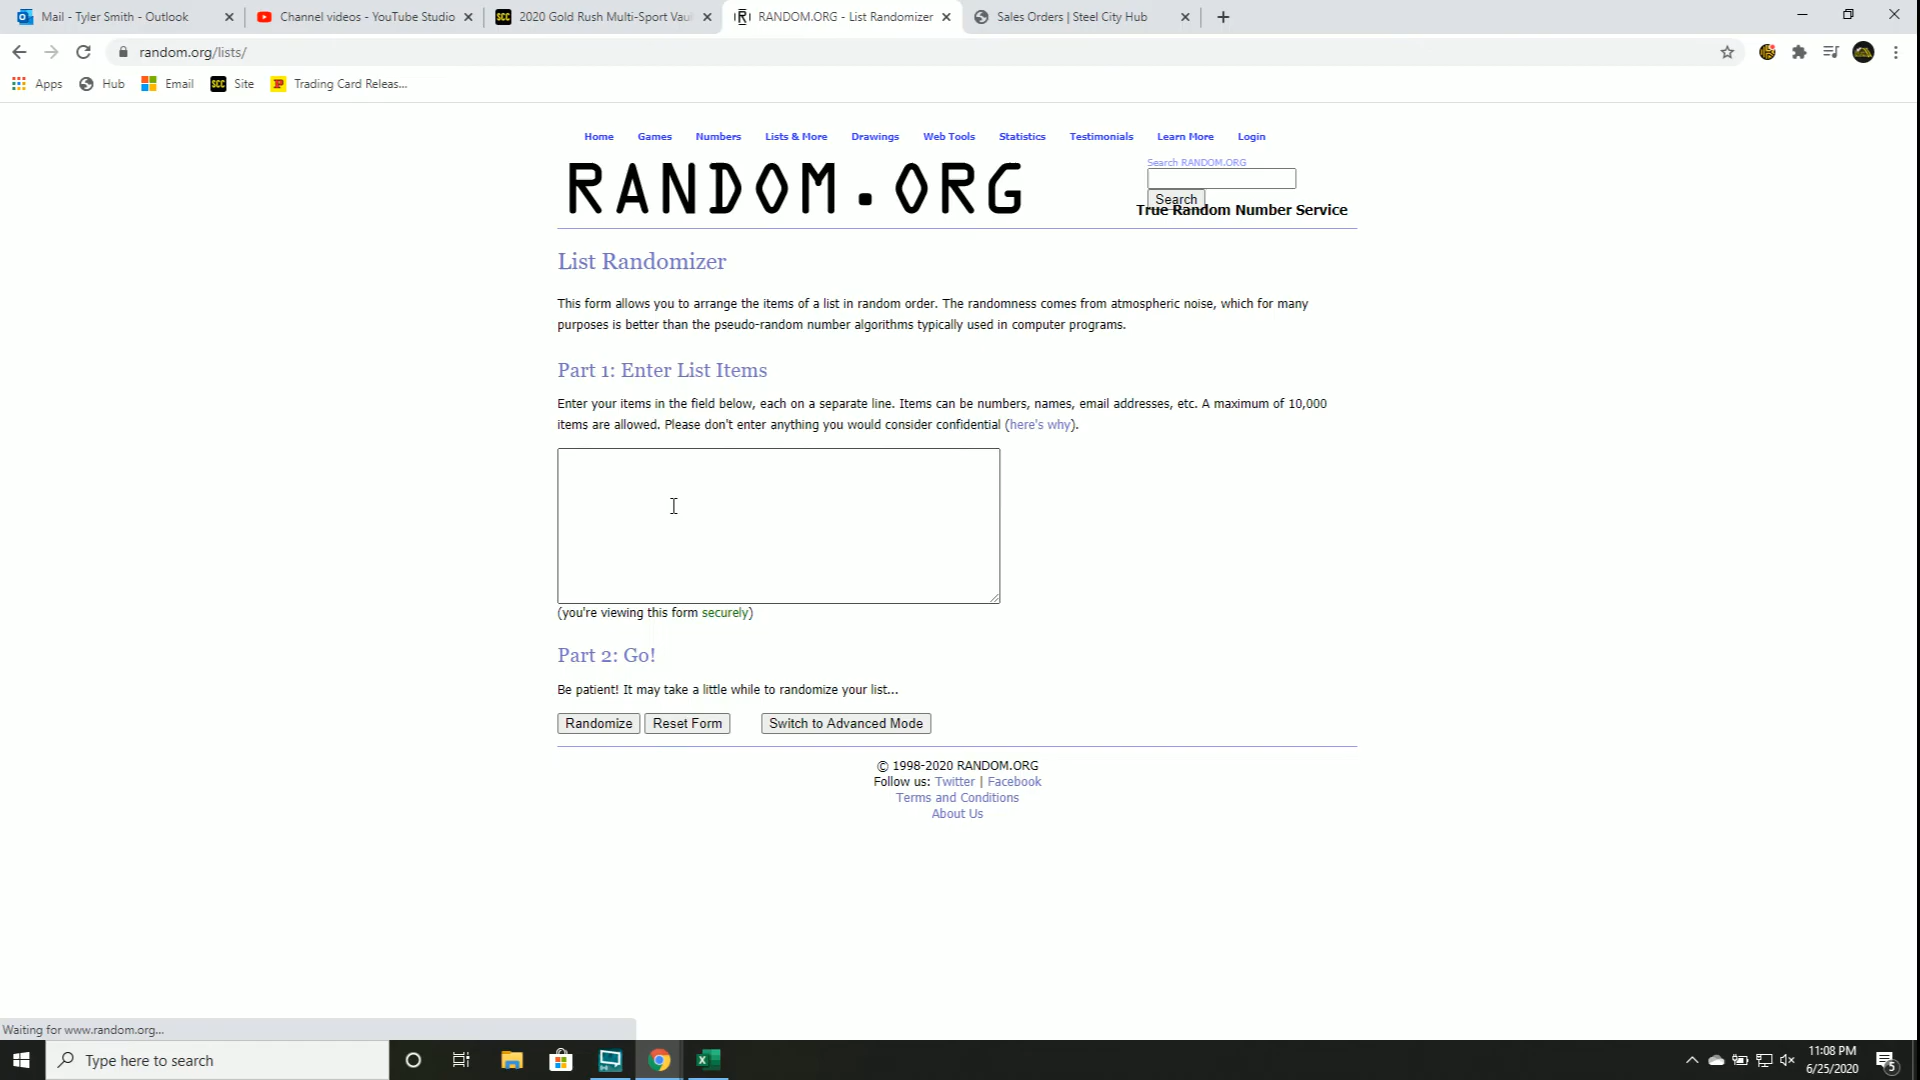 Mail - Tyler Smith - Outlook
Channel videos - YouTube Studio
SCC 2020 Gold Rush Multi-Sport Vau
RANDOM.ORG - List Randomizer
Sales Orders | Steel City Hub
random.org/lists/
Apps Hub Email SCC Site Trading Card Releas...
Home Games Numbers Lists & More Drawings Web Tools Statistics Testimonials Learn More Login
RANDOM.ORG
Search RANDOM.ORG
Search
True Random Number Service
List Randomizer
This form allows you to arrange the items of a list in random order. The randomness comes from atmospheric noise, which for many
purposes is better than the pseudo-random number algorithms typically used in computer programs.
Part 1: Enter List Items
Enter your items in the field below, each on a separate line. Items can be numbers, names, email addresses, etc. A maximum of 10,000
items are allowed. Please don't enter anything you would consider confidential (here's why).
(you're viewing this form securely)
Part 2: Go!
Be patient! It may take a little while to randomize your list...
Randomize Reset Form Switch to Advanced Mode
© 1998-2020 RANDOM.ORG
Follow us: Twitter | Facebook
Terms and Conditions
About Us
Waiting for www.random.org...
Type here to search
11:08 PM
6/25/2020
5